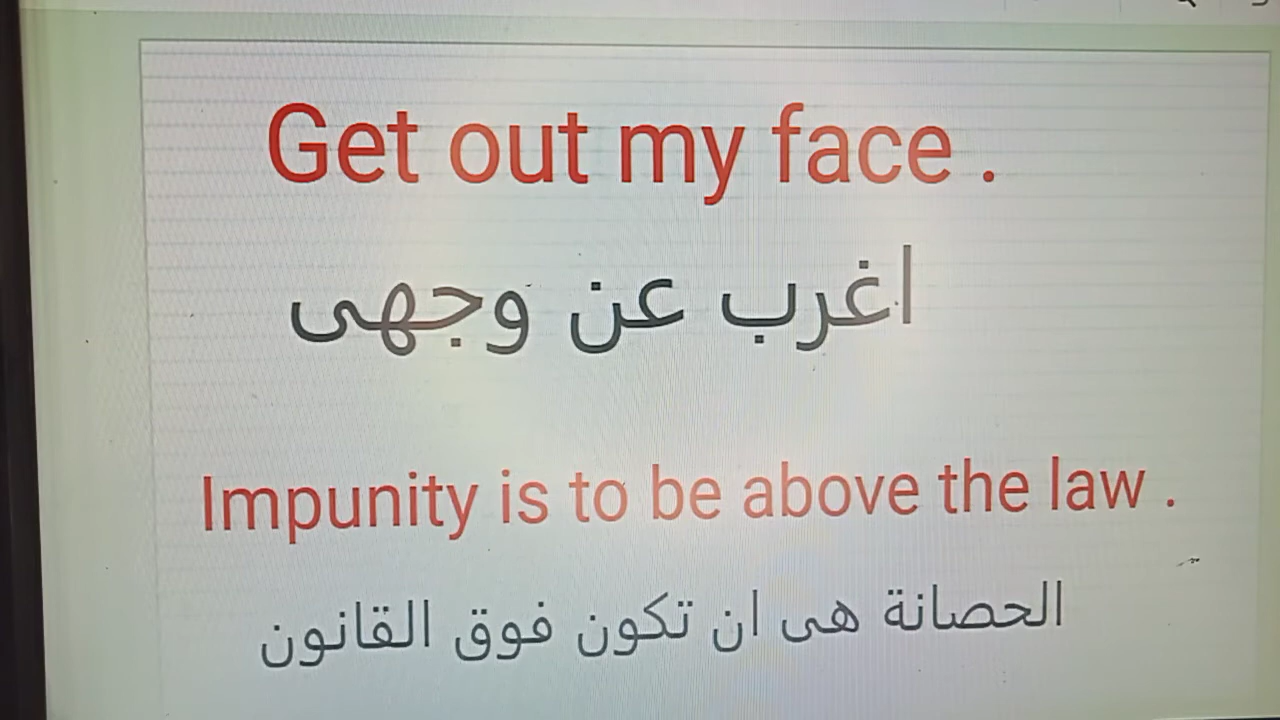 Get out my face .
اغرب عن وجهى
Impunity is to be above the law .
الحصانة هى ان تكون فوق القانون